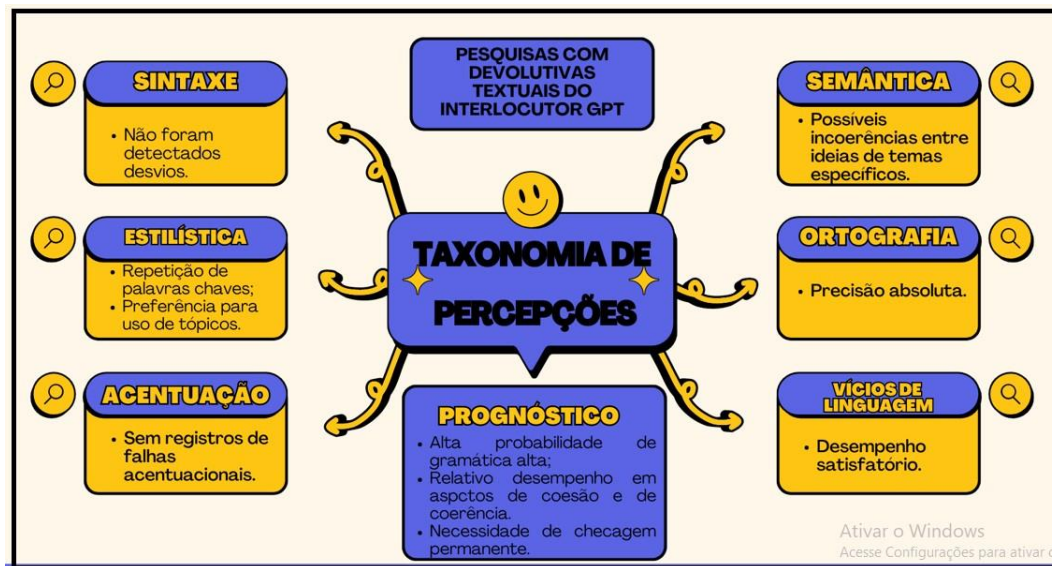 PESQUISAS COM
DEVOLUTIVAS
TEXTUAIS DO
INTERLOCUTOR GPT
TAXONOMIA DE
PERCEPÇÕES
SINTAXE
• Não foram
detectados
desvios.
ESTILÍSTICA
• Repetição de
palavras chaves;
• Preferência para
uso de tópicos.
ACENTUAÇÃO
• Sem registros de
falhas
acentuacionais.
SEMÂNTICA
• Possíveis
incoerências entre
ideias de temas
específicos.
ORTOGRAFIA
• Precisão absoluta.
VÍCIOS DE
LINGUAGEM
• Desempenho
satisfatório.
PROGNÓSTICO
• Alta probabilidade de
gramática alta;
• Relativo desempenho em
aspctos de coesão e de
coerência.
• Necessidade de checagem
permanente.
Ativar o Windows
Acesse Configurações para ativar